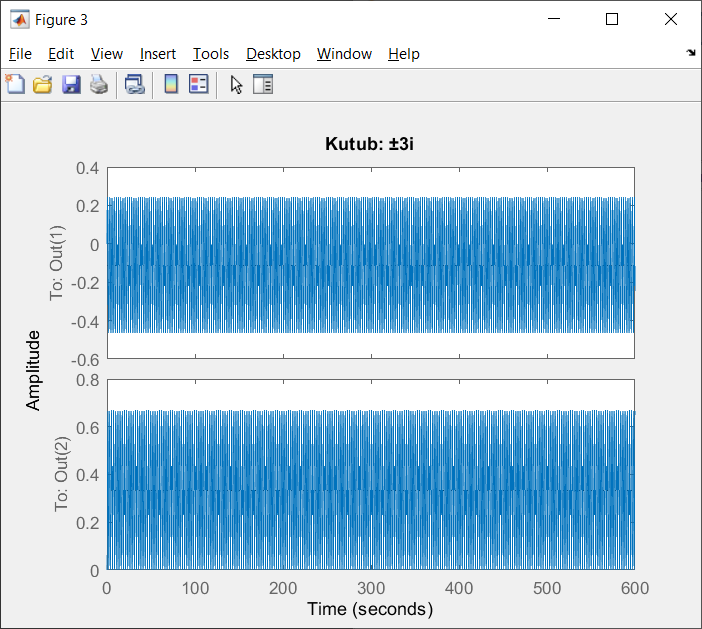 Figure 3
File Edit View Insert Tools Desktop Window Help
Kutub: ±3i
0.4
0.2
0
-0.2
-0.4
-0.6
To: Out(1)
Amplitude
0.8
0.6
0.4
0.2
0
To: Out(2)
0 100 200 300 400 500 600
Time (seconds)